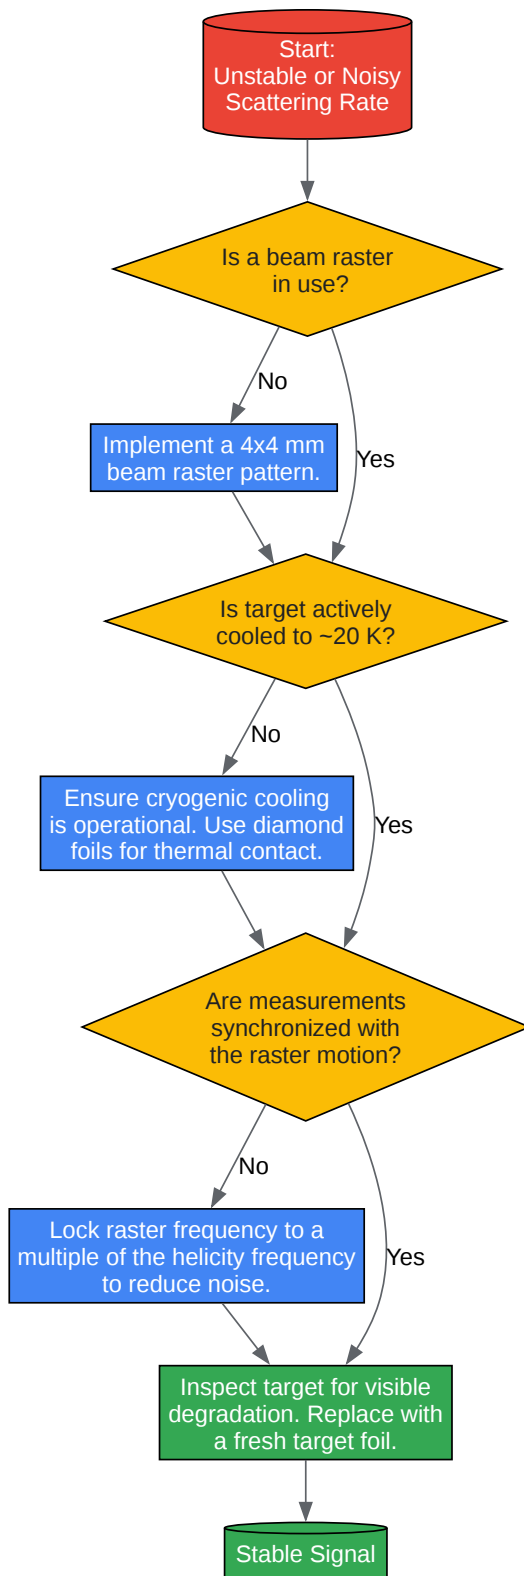 Start:
Unstable or Noisy
Scattering Rate
Is a beam raster
in use?
No
Yes
Implement a 4x4 mm
beam raster pattern.
Is target actively
cooled to ~20 K?
No
Yes
Ensure cryogenic cooling
is operational. Use diamond
foils for thermal contact.
Are measurements
synchronized with
the raster motion?
No
Yes
Lock raster frequency to a
multiple of the helicity frequency
to reduce noise.
Inspect target for visible
degradation. Replace with
a fresh target foil.
Stable Signal